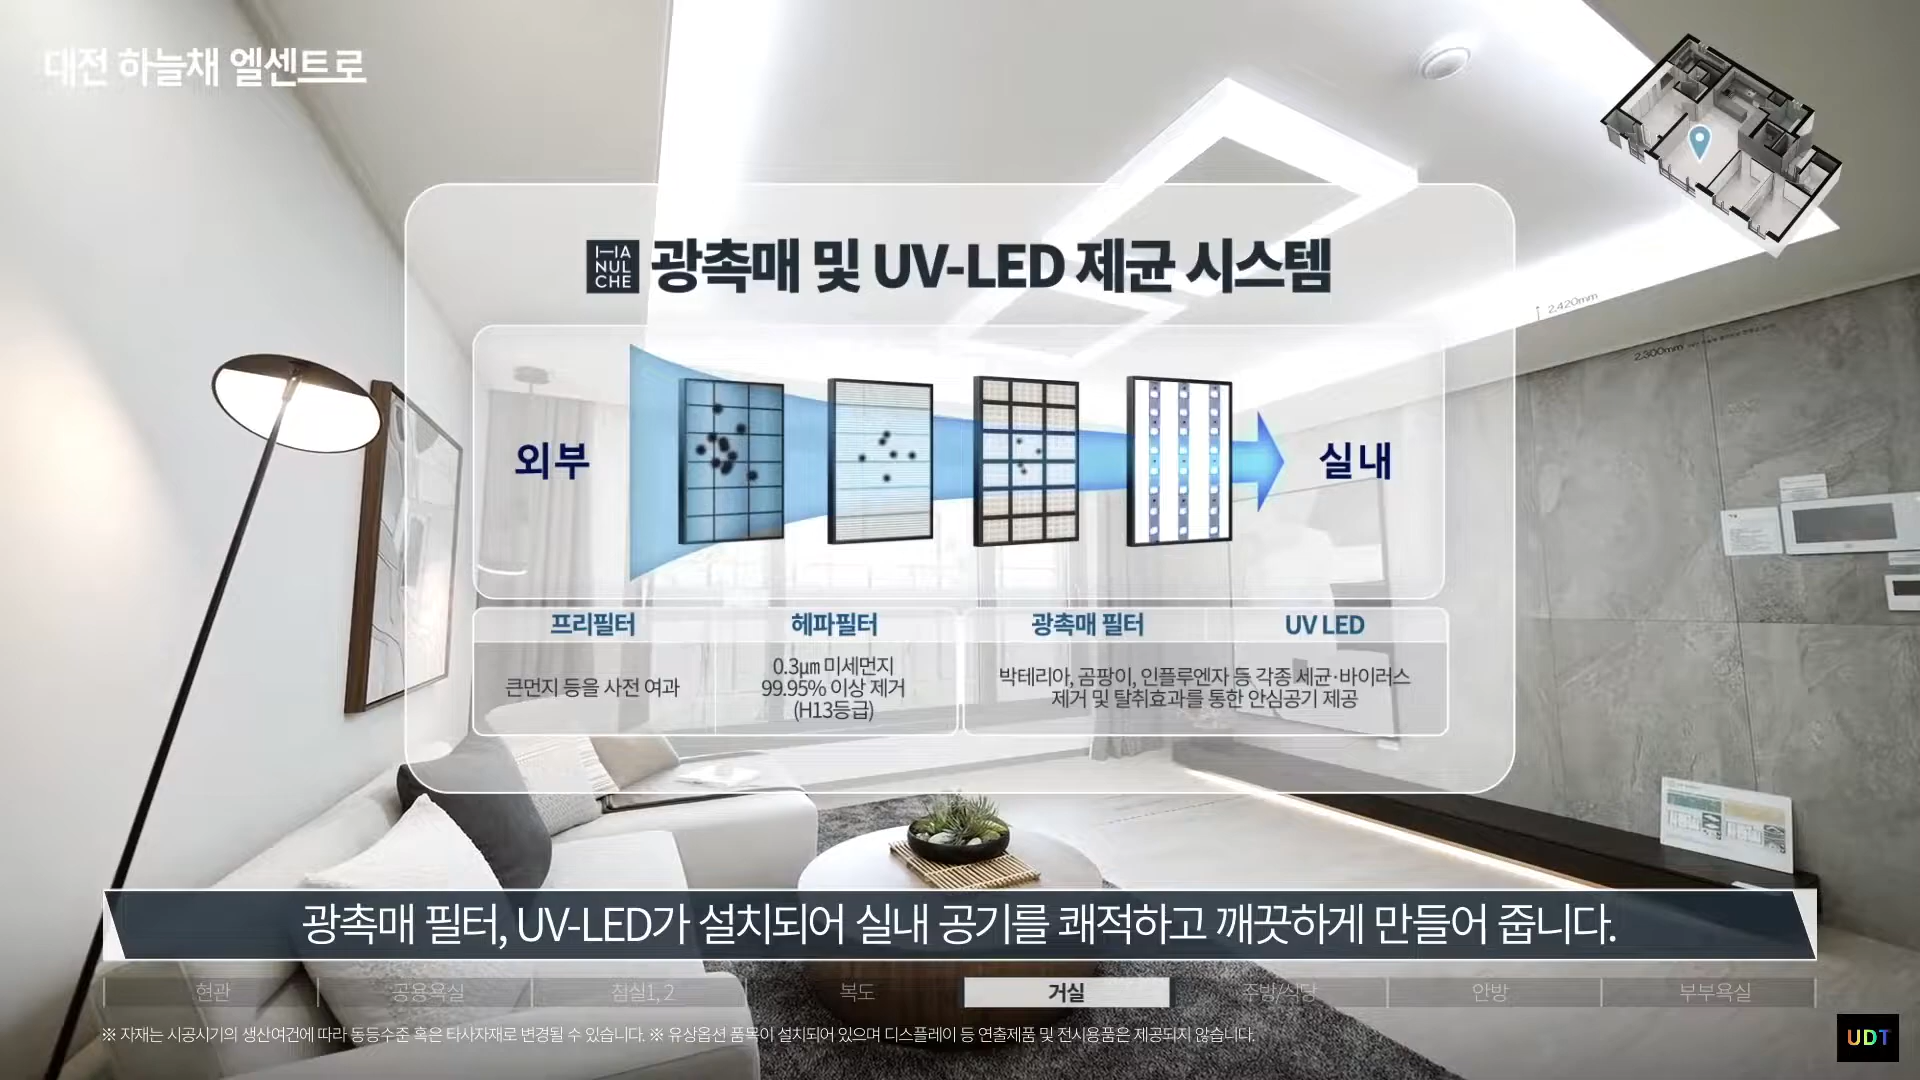 대전 하늘채 엘센트로
HANULCHE 광촉매 및 UV-LED 제균 시스템
2.420mm
2.300mm
외부
실내
프리필터
헤파필터
광촉매 필터
UV LED
큰먼지 등을 사전 여과
0.3㎛ 미세먼지
99.95% 이상 제거
(H13등급)
박테리아, 곰팡이, 인플루엔자 등 각종 세균·바이러스
제거 및 탈취효과를 통한 안심공기 제공
광촉매 필터, UV-LED가 설치되어 실내 공기를 쾌적하고 깨끗하게 만들어 줍니다.
현관 공용욕실 침실1, 2 복도 거실 주방/식당 안방 부부욕실
※ 자재는 시공시기의 생산여건에 따라 동등수준 혹은 타사자재로 변경될 수 있습니다. ※ 유상옵션 품목이 설치되어 있으며 디스플레이 등 연출제품 및 전시용품은 제공되지 않습니다.
UDT